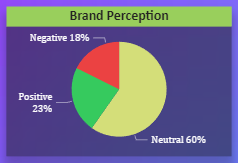 Brand Perception
Negative 18%
Positive
23%
Neutral 60%